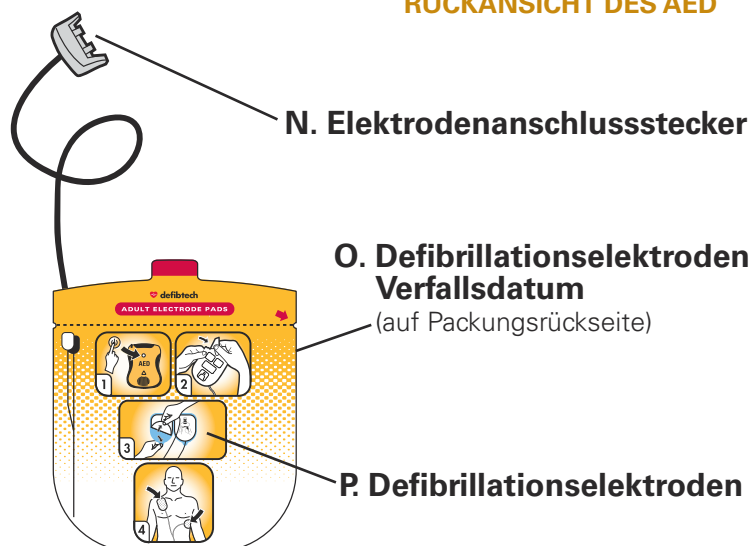 RÜCKANSICHT DES AED
N. Elektrodenanschlussstecker
O. Defibrillationselektroden
Verfallsdatum
(auf Packungsrückseite)
defibtech
ADULT ELECTRODE PADS
AED
1
2
3
P. Defibrillationselektroden
4